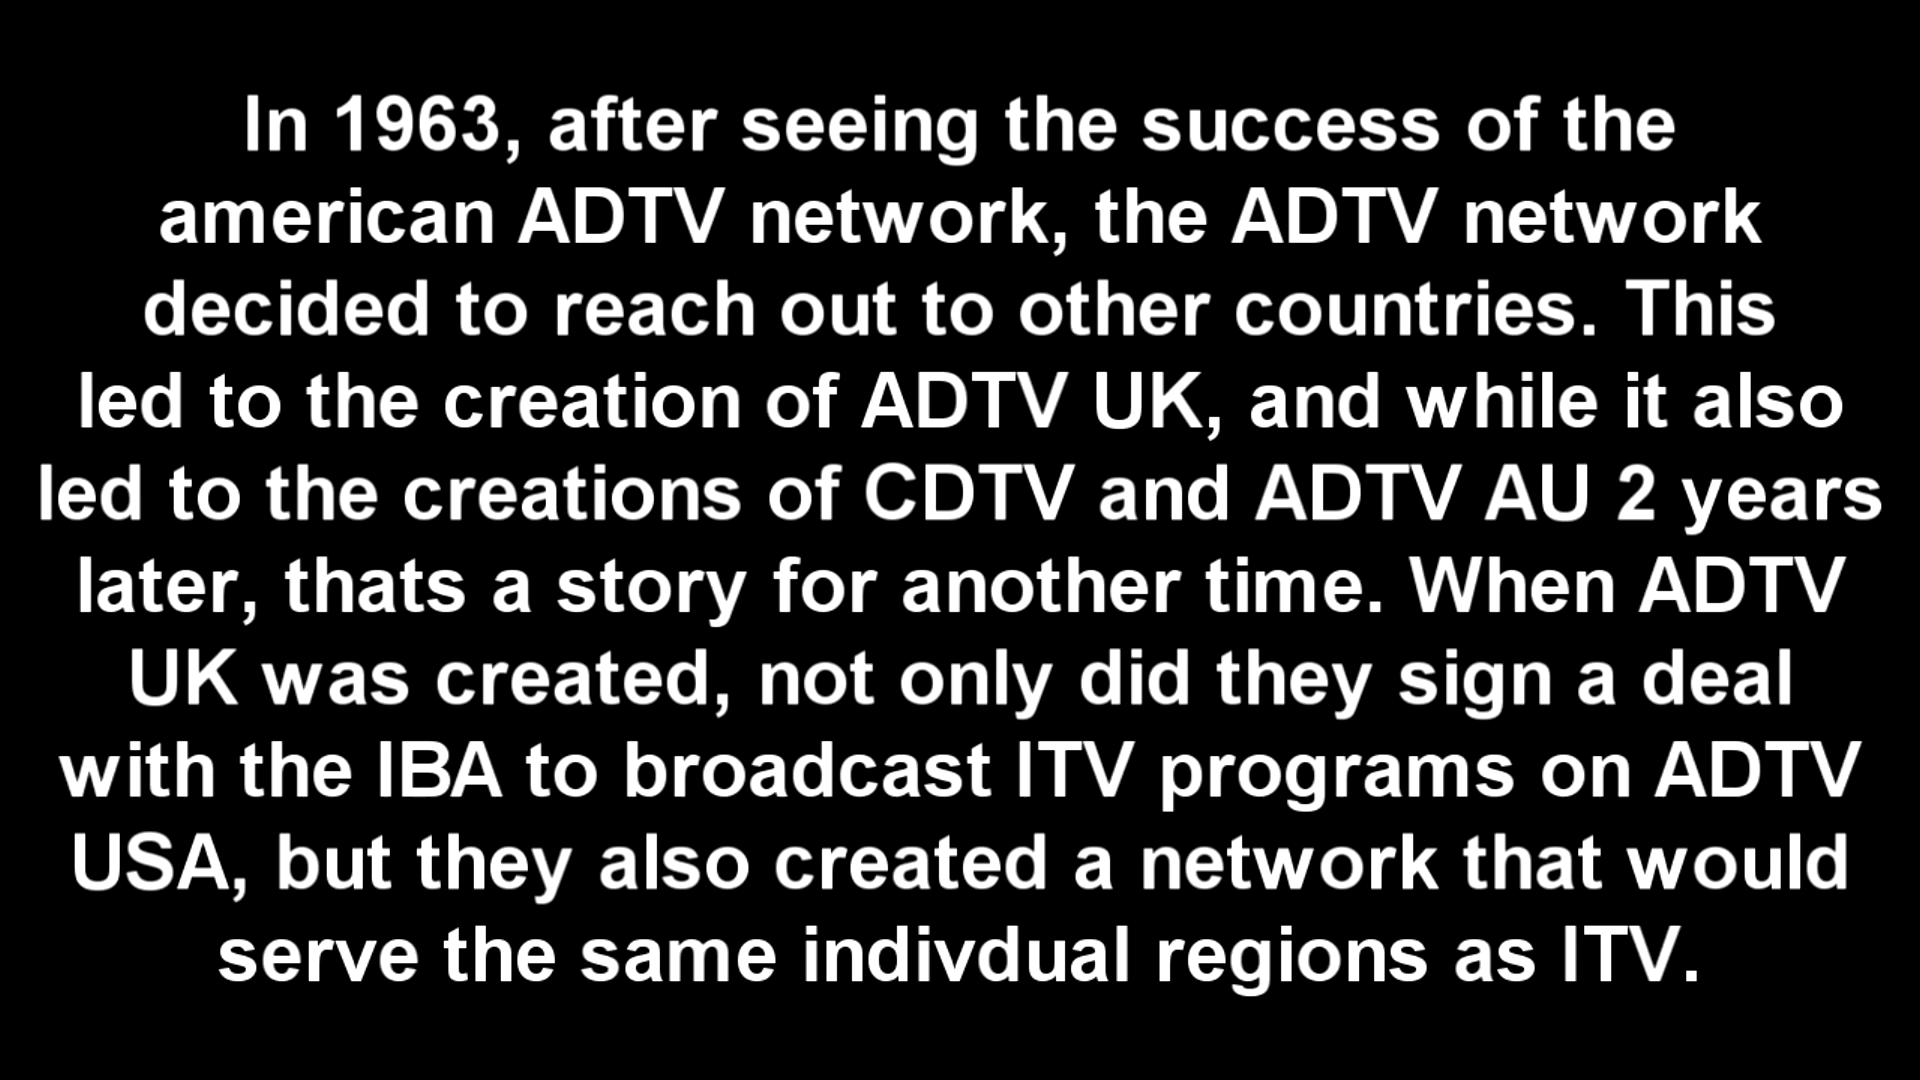 In 1963, after seeing the success of the
american ADTV network, the ADTV network
decided to reach out to other countries. This
led to the creation of ADTV UK, and while it also
led to the creations of CDTV and ADTV AU 2 years
later, thats a story for another time. When ADTV
UK was created, not only did they sign a deal
with the IBA to broadcast ITV programs on ADTV
USA, but they also created a network that would
serve the same indivdual regions as ITV.